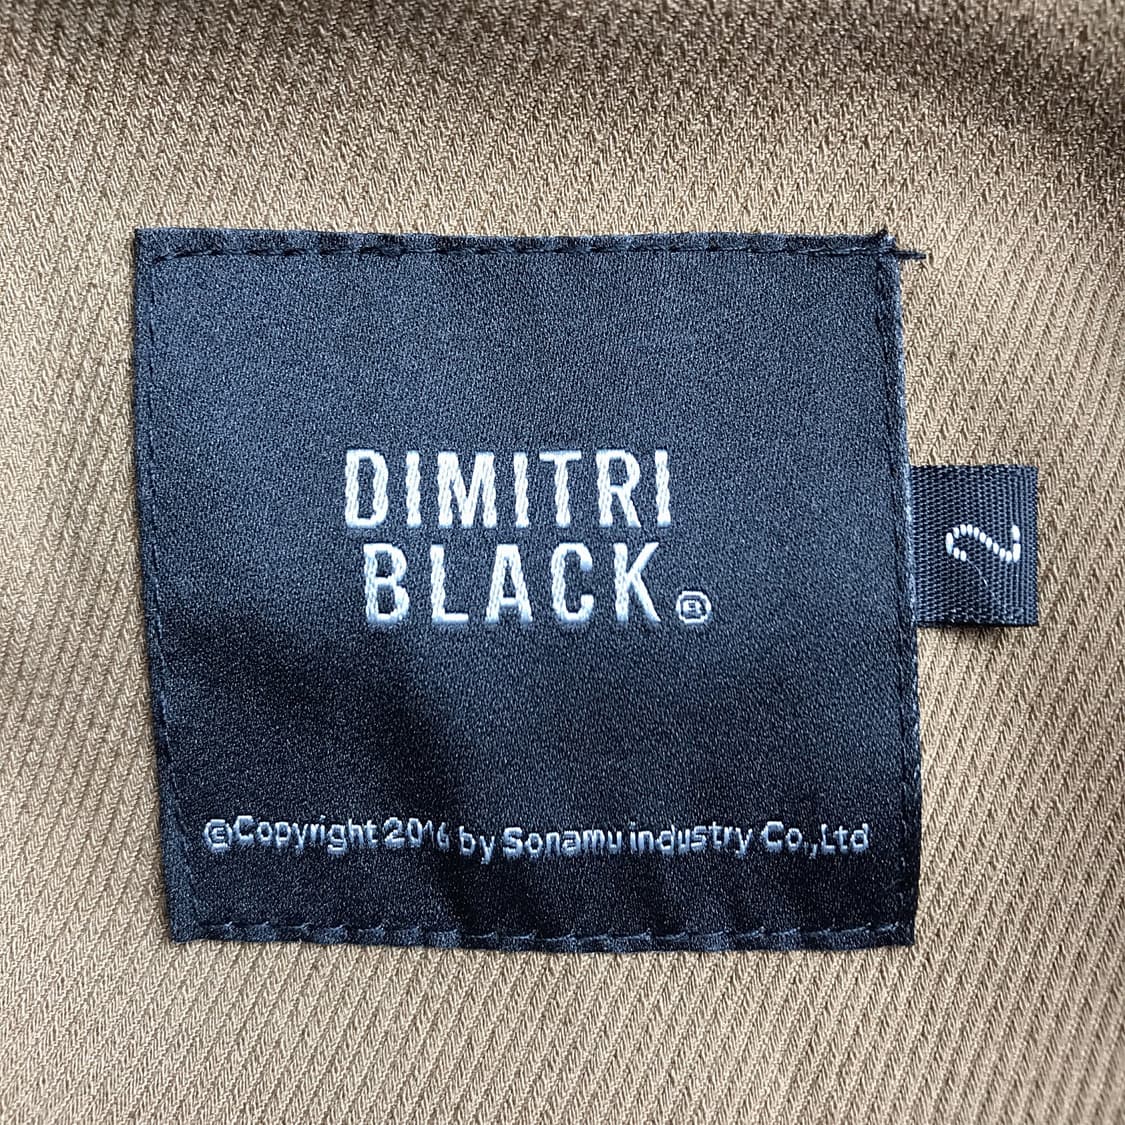 DIMITRI
BLACK®
©Copyright 2016 by Sonamu industry Co.,Ltd
2